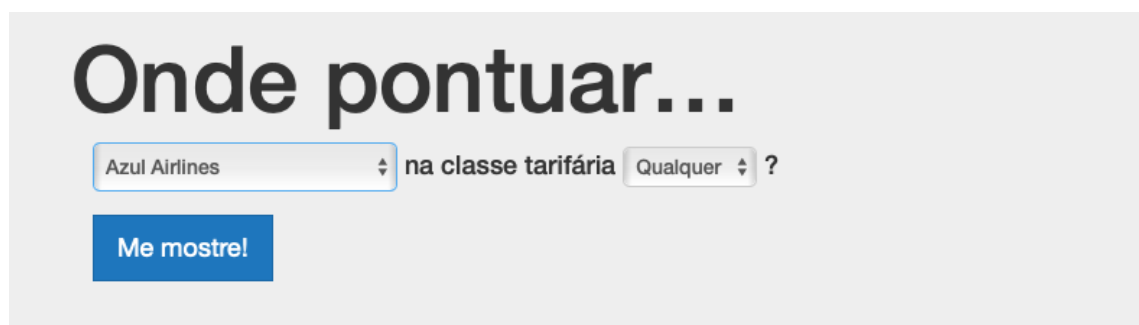 Onde pontuar...
Azul Airlines na classe tarifária Qualquer ?
Me mostre!